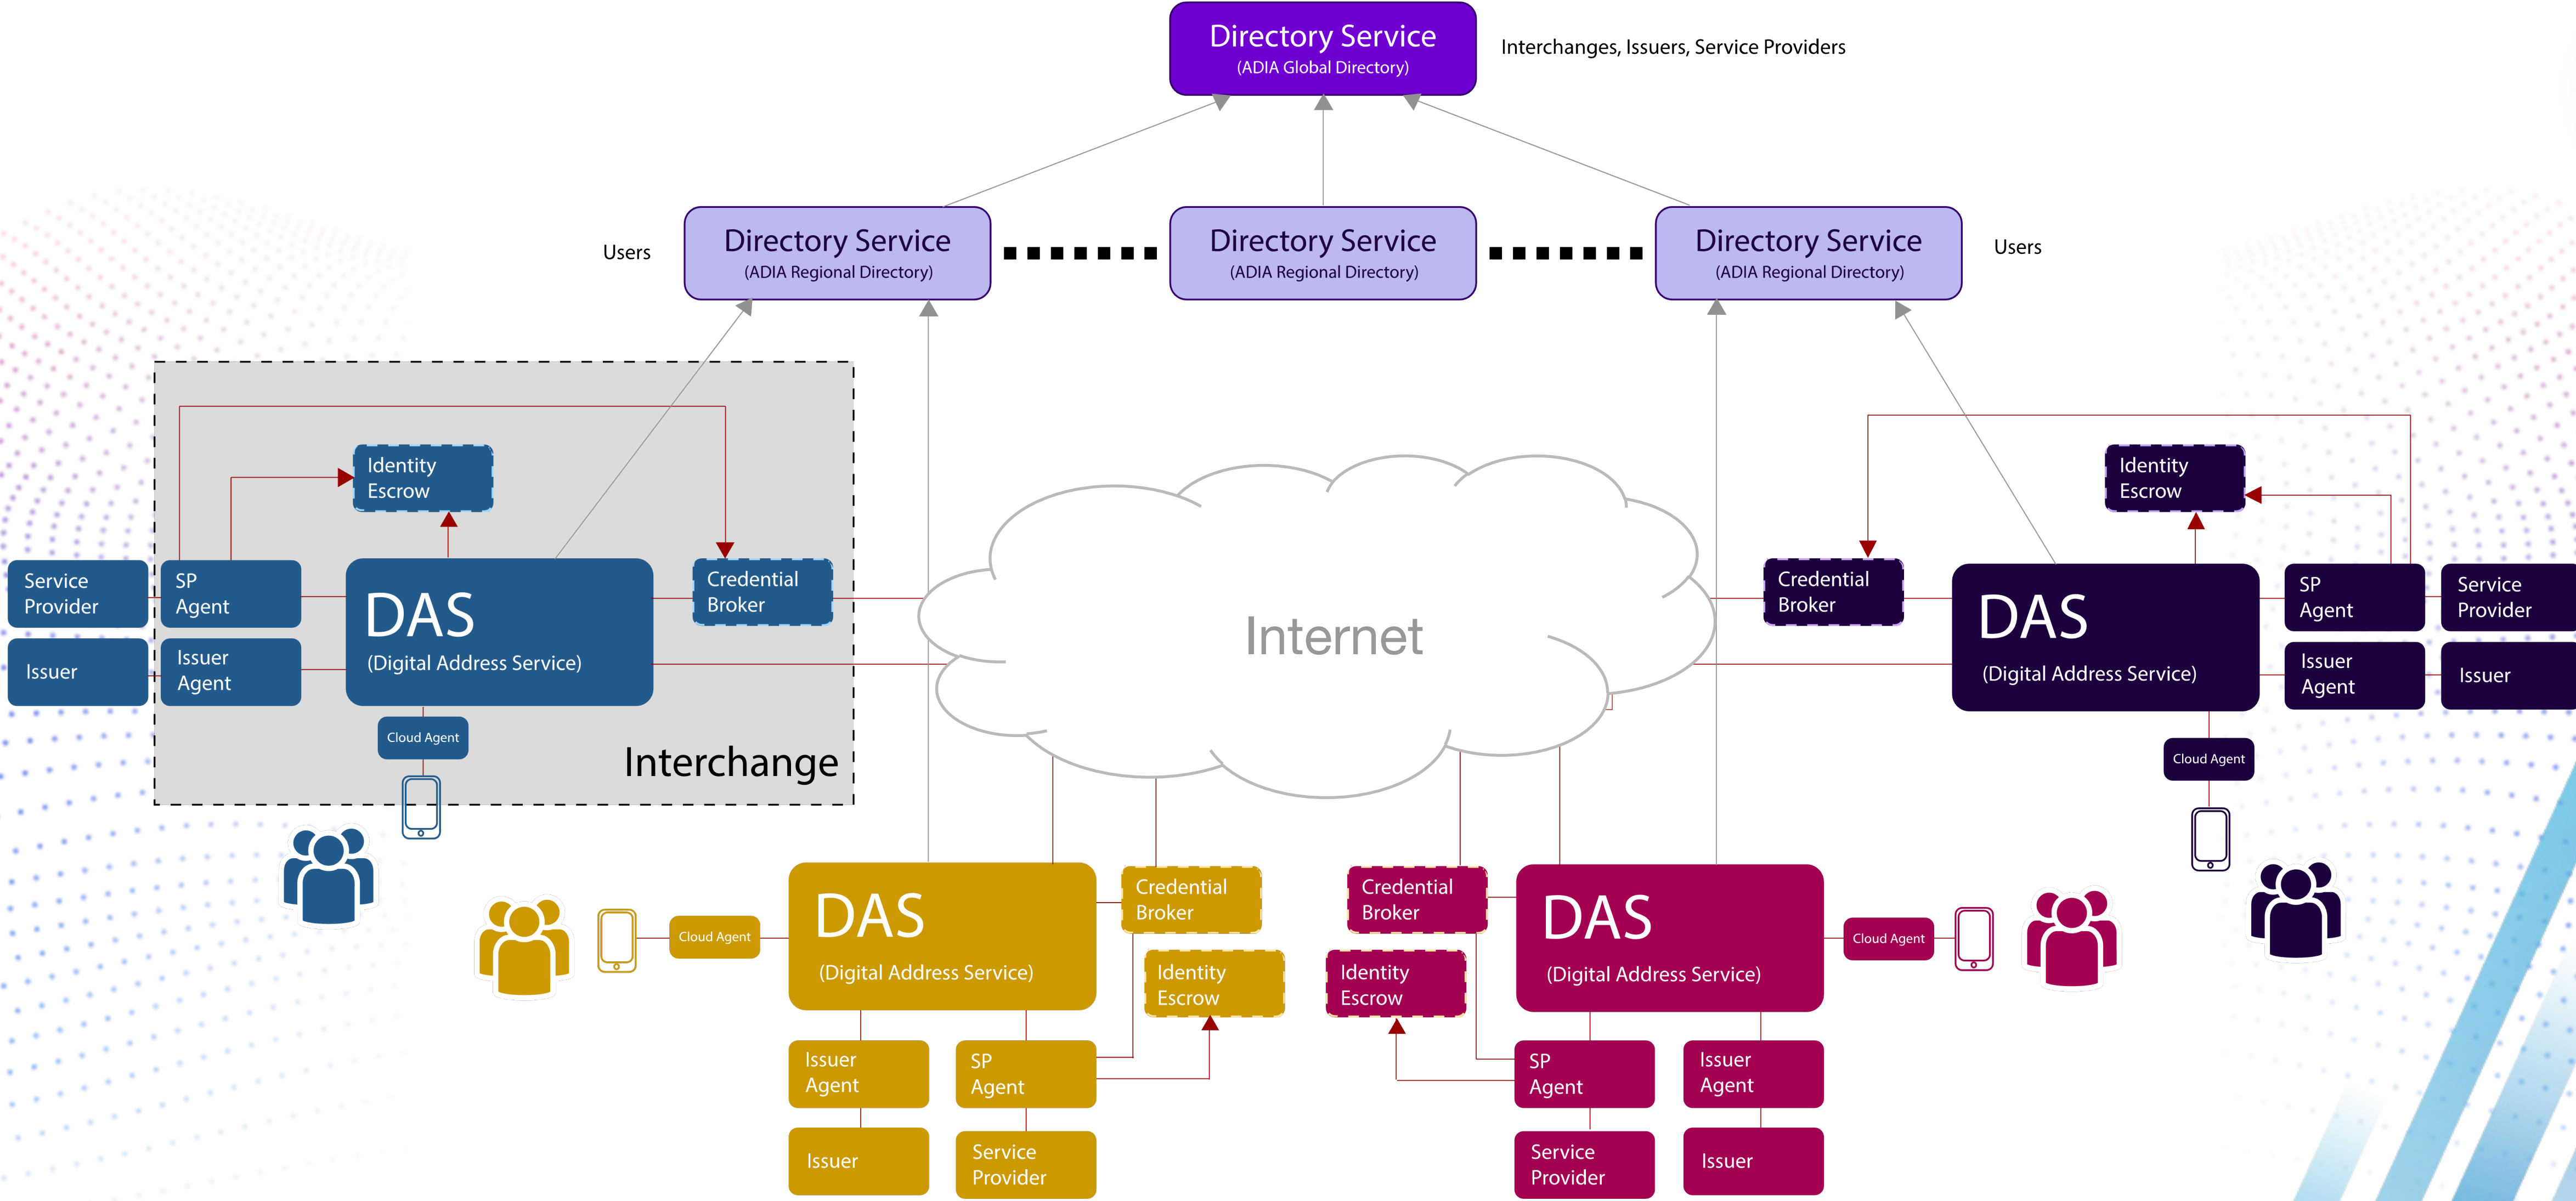 Directory Service
(ADIA Global Directory)
Interchanges, Issuers, Service Providers
Users
Directory Service
(ADIA Regional Directory)
Directory Service
(ADIA Regional Directory)
Directory Service
(ADIA Regional Directory)
Users
Identity
Escrow
Service
Provider
SP
Agent
DAS
(Digital Address Service)
Credential
Broker
Issuer
Issuer
Agent
Cloud Agent
Interchange
Internet
Identity
Escrow
Credential
Broker
DAS
(Digital Address Service)
SP
Agent
Service
Provider
Issuer
Agent
Issuer
Cloud Agent
Cloud Agent
DAS
(Digital Address Service)
Credential
Broker
Identity
Escrow
Issuer
Agent
SP
Agent
Issuer
Service
Provider
Credential
Broker
Identity
Escrow
DAS
(Digital Address Service)
Cloud Agent
SP
Agent
Issuer
Agent
Service
Provider
Issuer